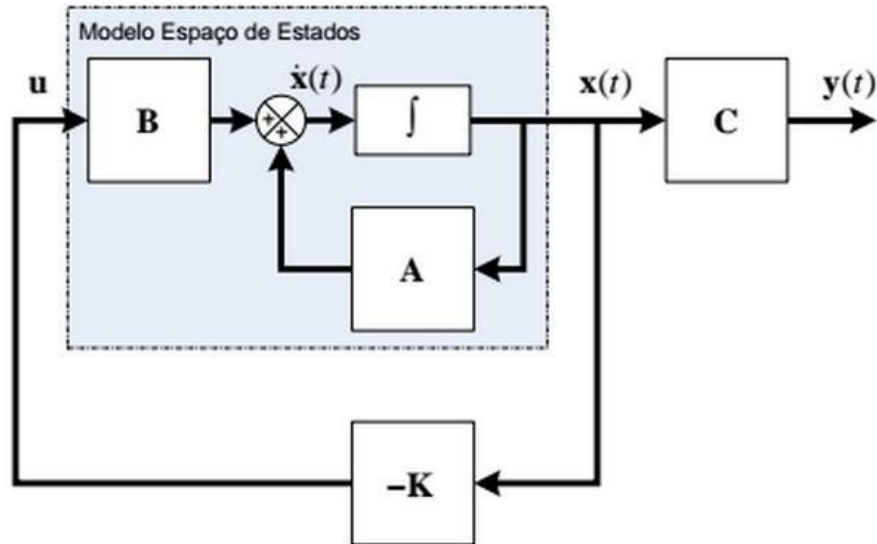 Modelo Espaço de Estados
u
B
+
+
ẋ(t)
∫
x(t)
C
y(t)
A
−K